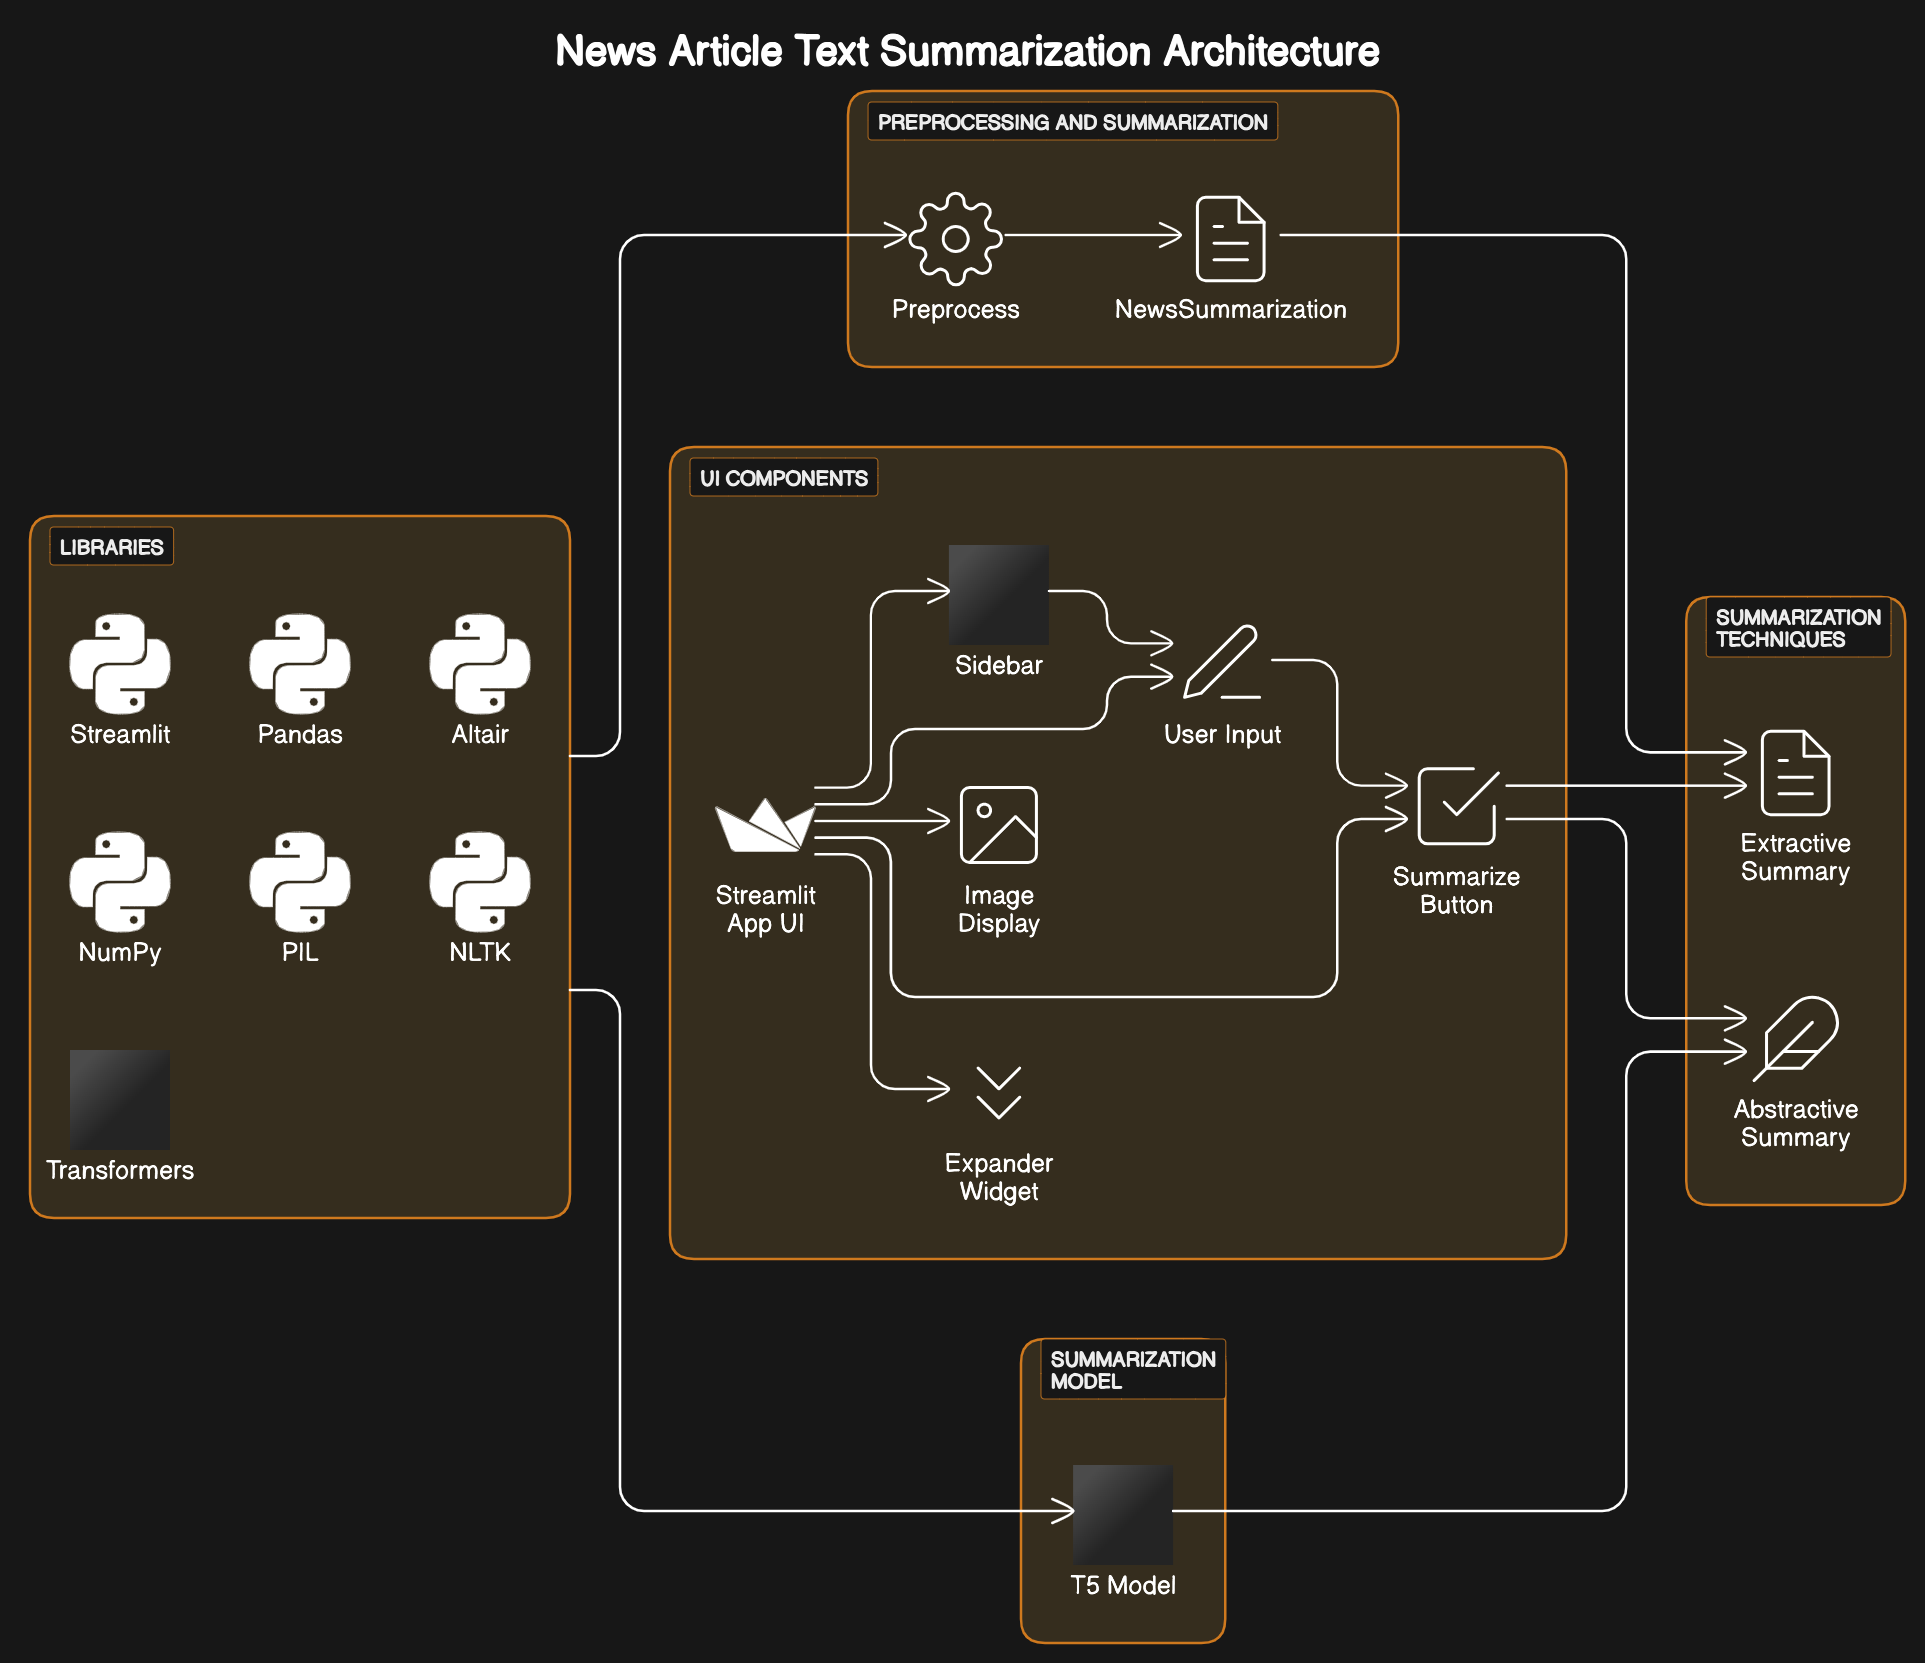 News Article Text Summarization Architecture
PREPROCESSING AND SUMMARIZATION
Preprocess
NewsSummarization
UI COMPONENTS
LIBRARIES
Streamlit
Pandas
Altair
NumPy
PIL
NLTK
Transformers
Sidebar
User Input
Streamlit
App UI
Image
Display
Summarize
Button
Expander
Widget
SUMMARIZATION
TECHNIQUES
Extractive
Summary
Abstractive
Summary
SUMMARIZATION
MODEL
T5 Model